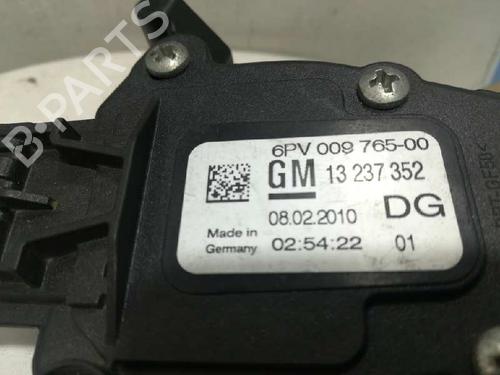 6PV 009 765-00
GM 13 237 352
08.02.2010 DG
Made in Germany 02:54:22 01
B-PARTS